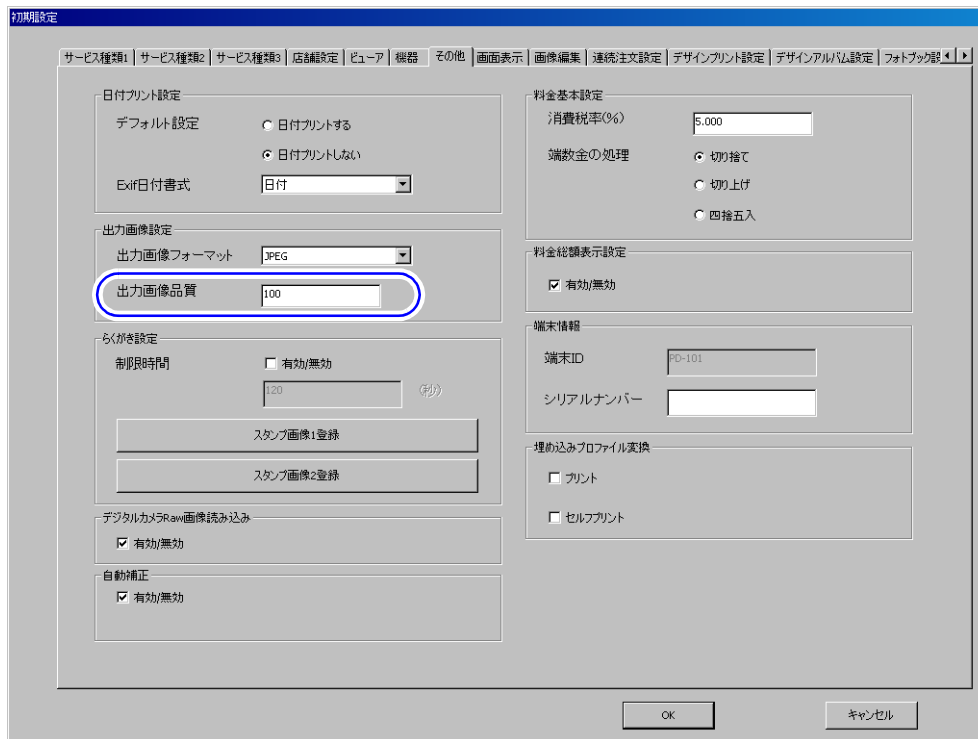 初期設定
サービス種類1 サービス種類2 サービス種類3 店舗設定 ビューア 機器 その他 画面表示 画像編集 連続注文設定 デザインプリント設定 デザインアルバム設定 フォトブック設
日付プリント設定
デフォルト設定
日付プリントする
日付プリントしない
Exif日付書式
日付
出力画像設定
出力画像フォーマット
JPEG
出力画像品質
100
らくがき設定
制限時間
有効/無効
120
(秒)
スタンプ画像1登録
スタンプ画像2登録
デジタルカメラRaw画像読み込み
有効/無効
自動補正
有効/無効
料金基本設定
消費税率(%)
5.000
端数金の処理
切り捨て
切り上げ
四捨五入
料金総額表示設定
有効/無効
端末情報
端末ID
PD-101
シリアルナンバー
埋め込みプロファイル変換
プリント
セルフプリント
OK
キャンセル